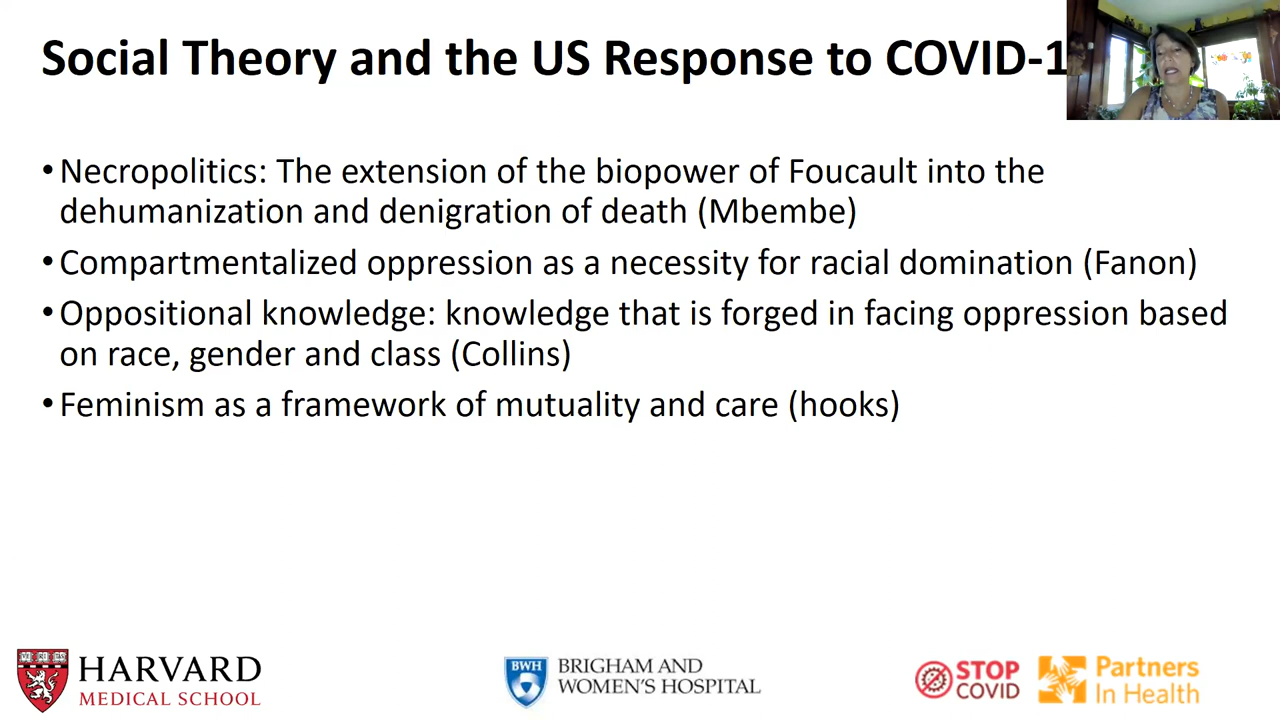 Social Theory and the US Response to COVID-1
• Necropolitics: The extension of the biopower of Foucault into the
dehumanization and denigration of death (Mbembe)
• Compartmentalized oppression as a necessity for racial domination (Fanon)
• Oppositional knowledge: knowledge that is forged in facing oppression based
on race, gender and class (Collins)
• Feminism as a framework of mutuality and care (hooks)
HARVARD
MEDICAL SCHOOL
BWH
BRIGHAM AND
WOMEN'S HOSPITAL
STOP
COVID
Partners
In Health